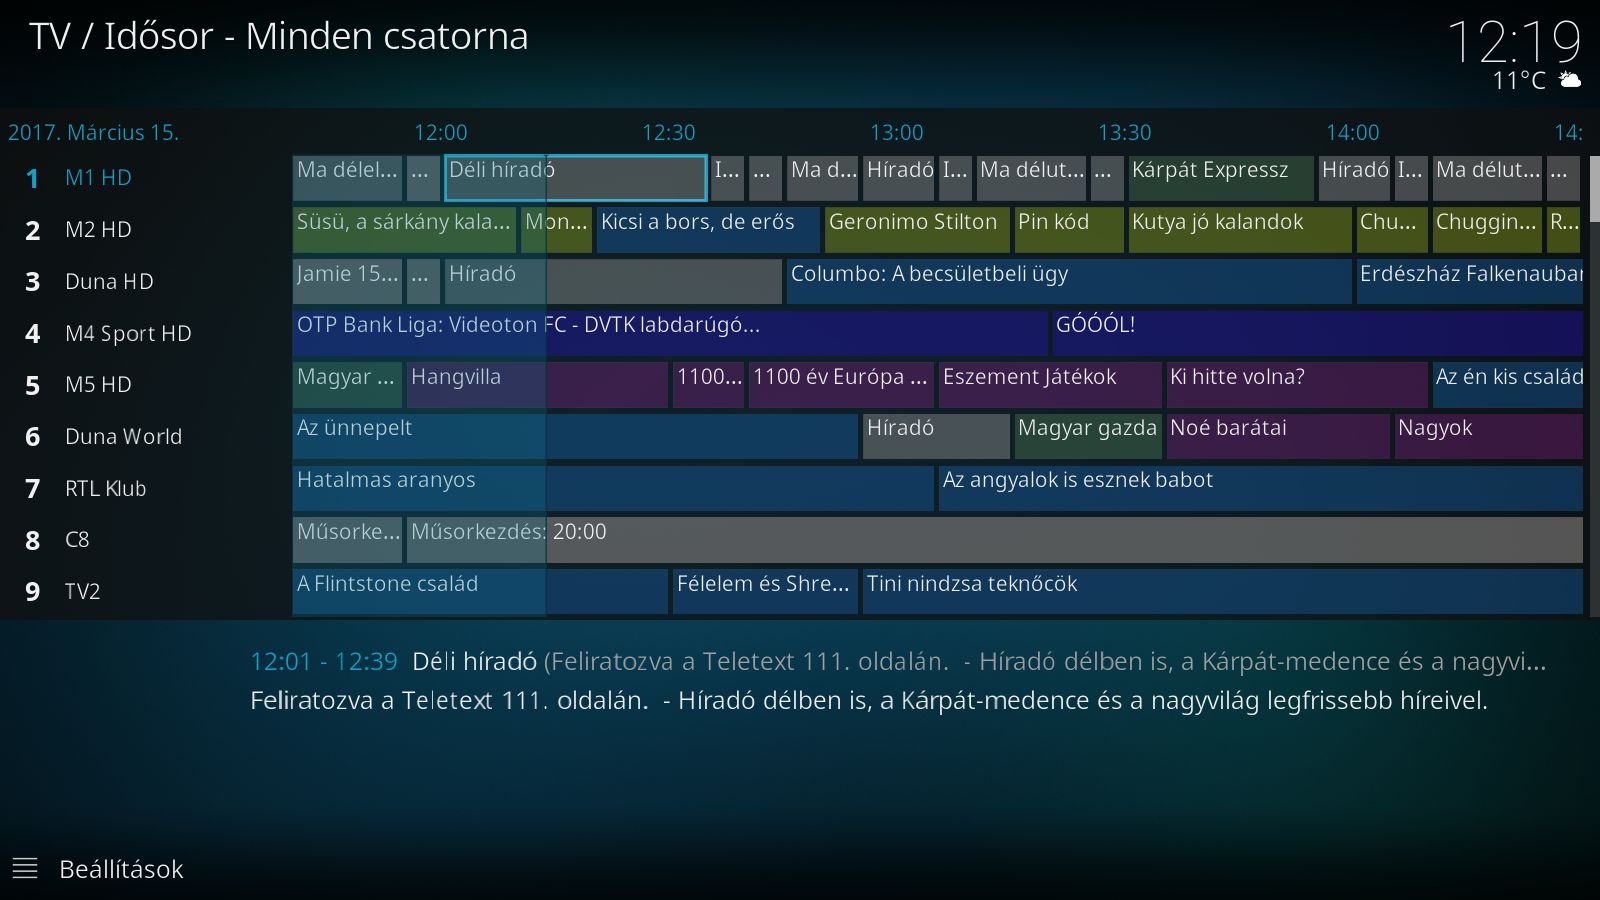 TV / Idősor - Minden csatorna
12:19
11°C
2017. Március 15. 12:00 12:30 13:00 13:30 14:00 14:
1 M1 HD Ma délel... ... Déli híradó I... ... Ma d... Híradó I... Ma délut... ... Kárpát Expressz Híradó I... Ma délut... ...
2 M2 HD Süsü, a sárkány kala... Mon... Kicsi a bors, de erős Geronimo Stilton Pin kód Kutya jó kalandok Chu... Chuggin... R...
3 Duna HD Jamie 15... ... Híradó Columbo: A becsületbeli ügy Erdészház Falkenauban
4 M4 Sport HD OTP Bank Liga: Videoton FC - DVTK labdarúgó... GÓÓÓL!
5 M5 HD Magyar ... Hangvilla 1100... 1100 év Európa ... Eszement Játékok Ki hitte volna? Az én kis család
6 Duna World Az ünnepelt Híradó Magyar gazda Noé barátai Nagyok
7 RTL Klub Hatalmas aranyos Az angyalok is esznek babot
8 C8 Műsorke... Műsorkezdés: 20:00
9 TV2 A Flintstone család Félelem és Shre... Tini nindzsa teknőcök
12:01 - 12:39 Déli híradó (Feliratozva a Teletext 111. oldalán. - Híradó délben is, a Kárpát-medence és a nagyvi...
Feliratozva a Teletext 111. oldalán. - Híradó délben is, a Kárpát-medence és a nagyvilág legfrissebb híreivel.
Beállítások